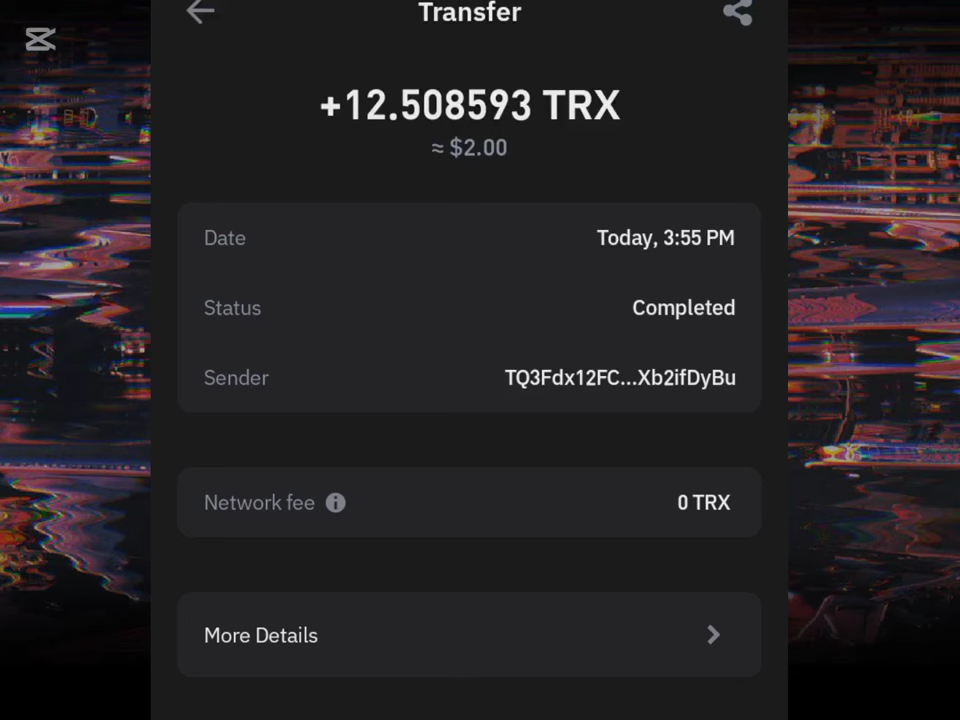 Transfer
+12.508593 TRX
≈ $2.00
Date Today, 3:55 PM
Status Completed
Sender TQ3Fdx12FC...Xb2ifDyBu
Network fee 0 TRX
More Details